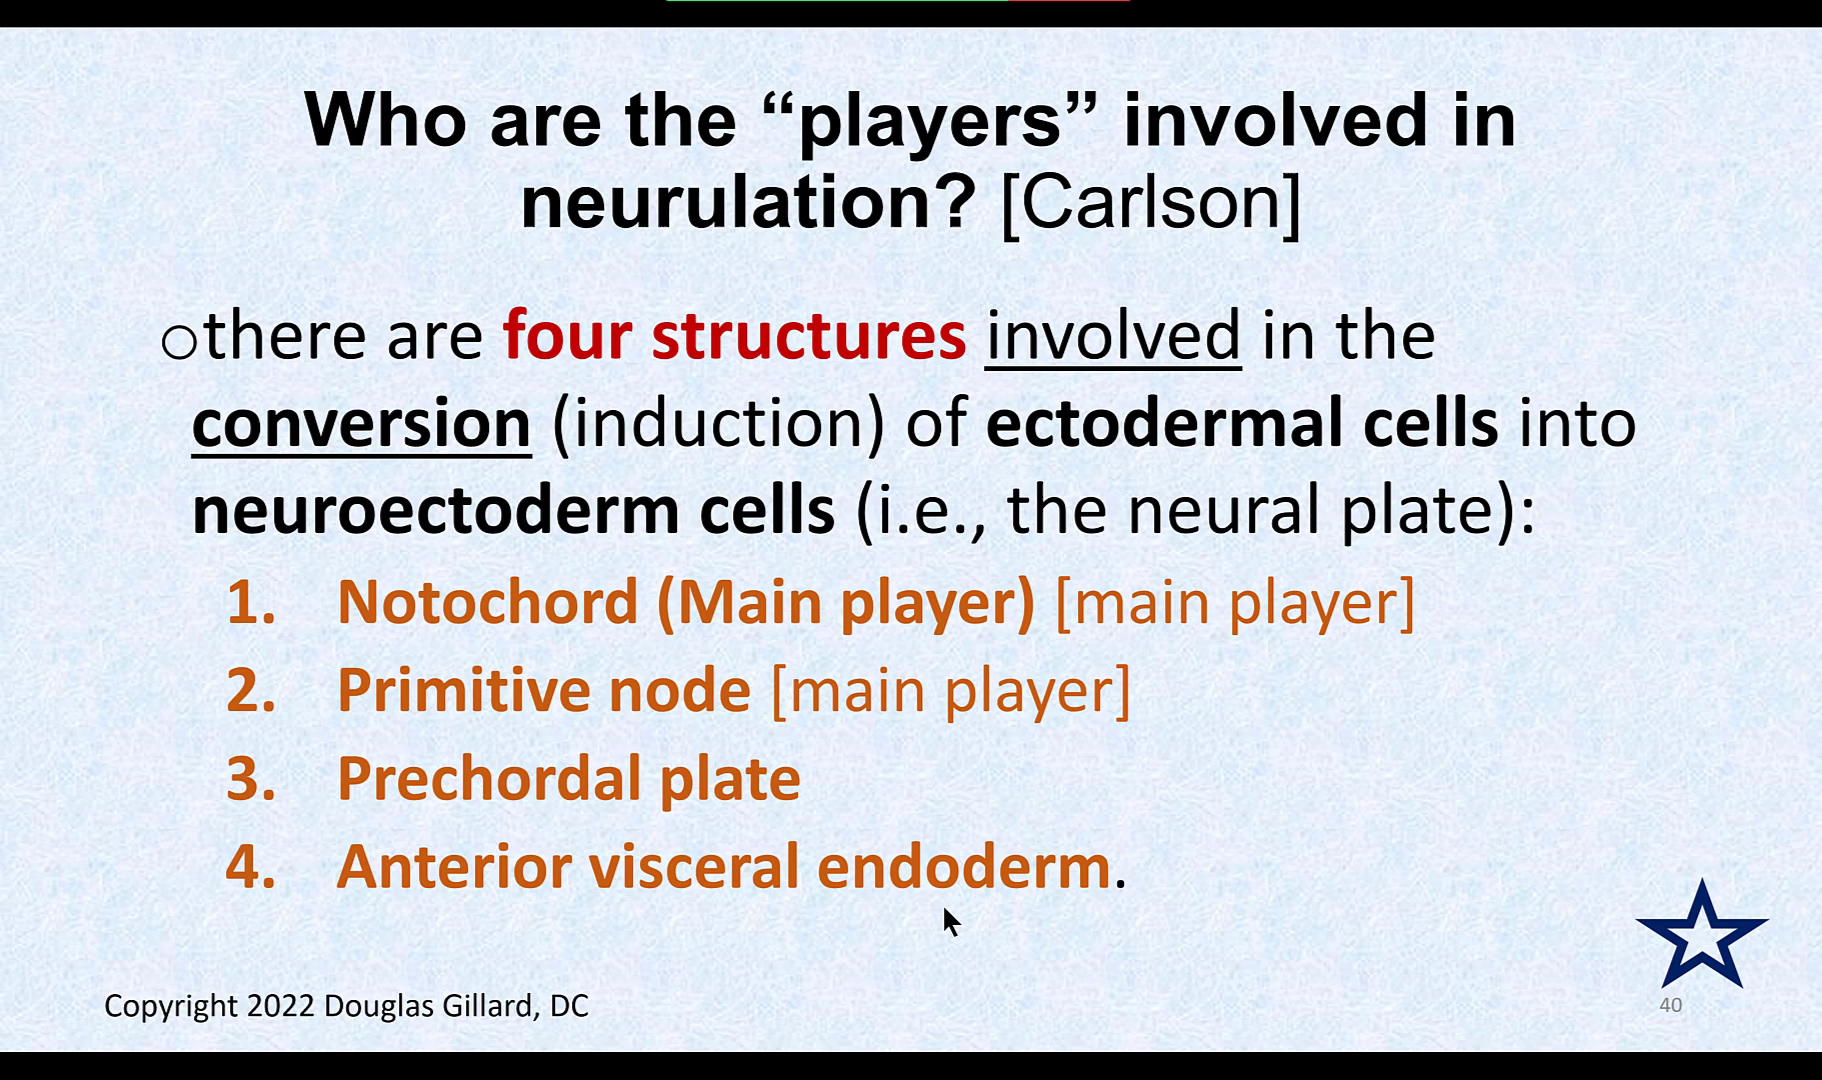 Who are the “players” involved in
neurulation? [Carlson]
othere are four structures involved in the
conversion (induction) of ectodermal cells into
neuroectoderm cells (i.e., the neural plate):
1. Notochord (Main player) [main player]
2. Primitive node [main player]
3. Prechordal plate
4. Anterior visceral endoderm.
Copyright 2022 Douglas Gillard, DC
40